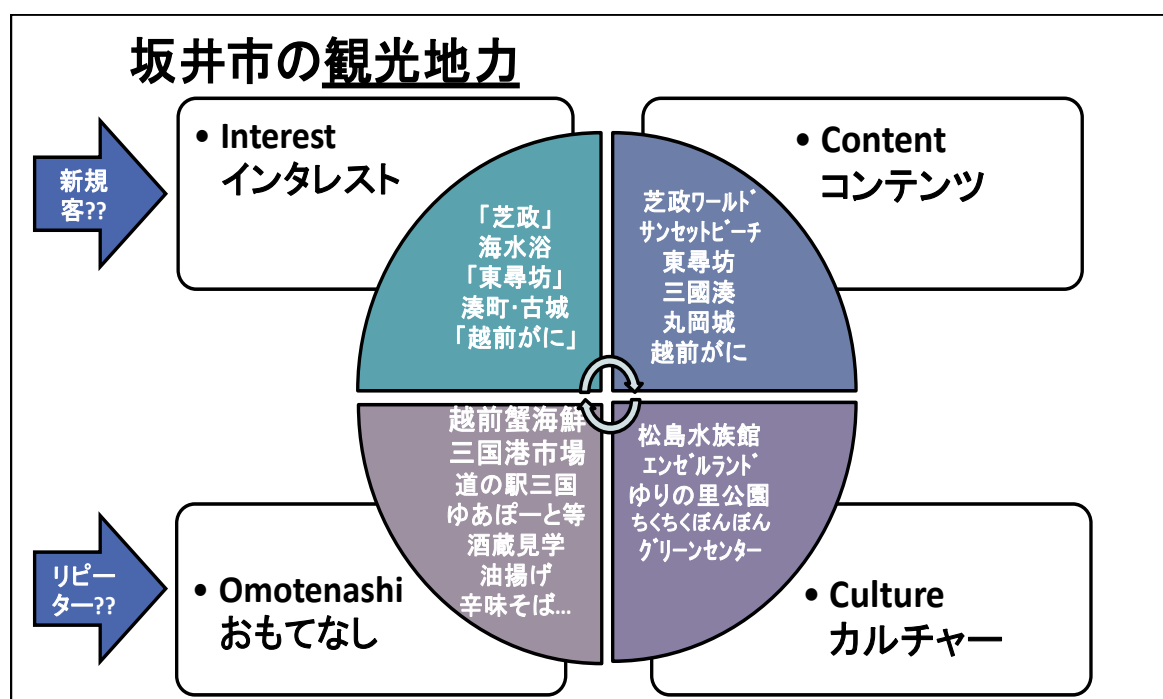 坂井市の観光地力
新規
客??
• Interest
インタレスト
「芝政」
海水浴
「東尋坊」
湊町・古城
「越前がに」
• Content
コンテンツ
芝政ワールﾄﾞ
ｻﾝｾｯﾄﾋﾞｰﾁ
東尋坊
三國湊
丸岡城
越前がに
リピー
ター??
• Omotenashi
おもてなし
越前蟹海鮮
三国港市場
道の駅三国
ゆあぽーと等
酒蔵見学
油揚げ
辛味そば…
松島水族館
ｴﾝｾﾞﾙﾗﾝﾄﾞ
ゆりの里公園
ちくちくぼんぼん
ｸﾞﾘｰﾝセンター
• Culture
カルチャー